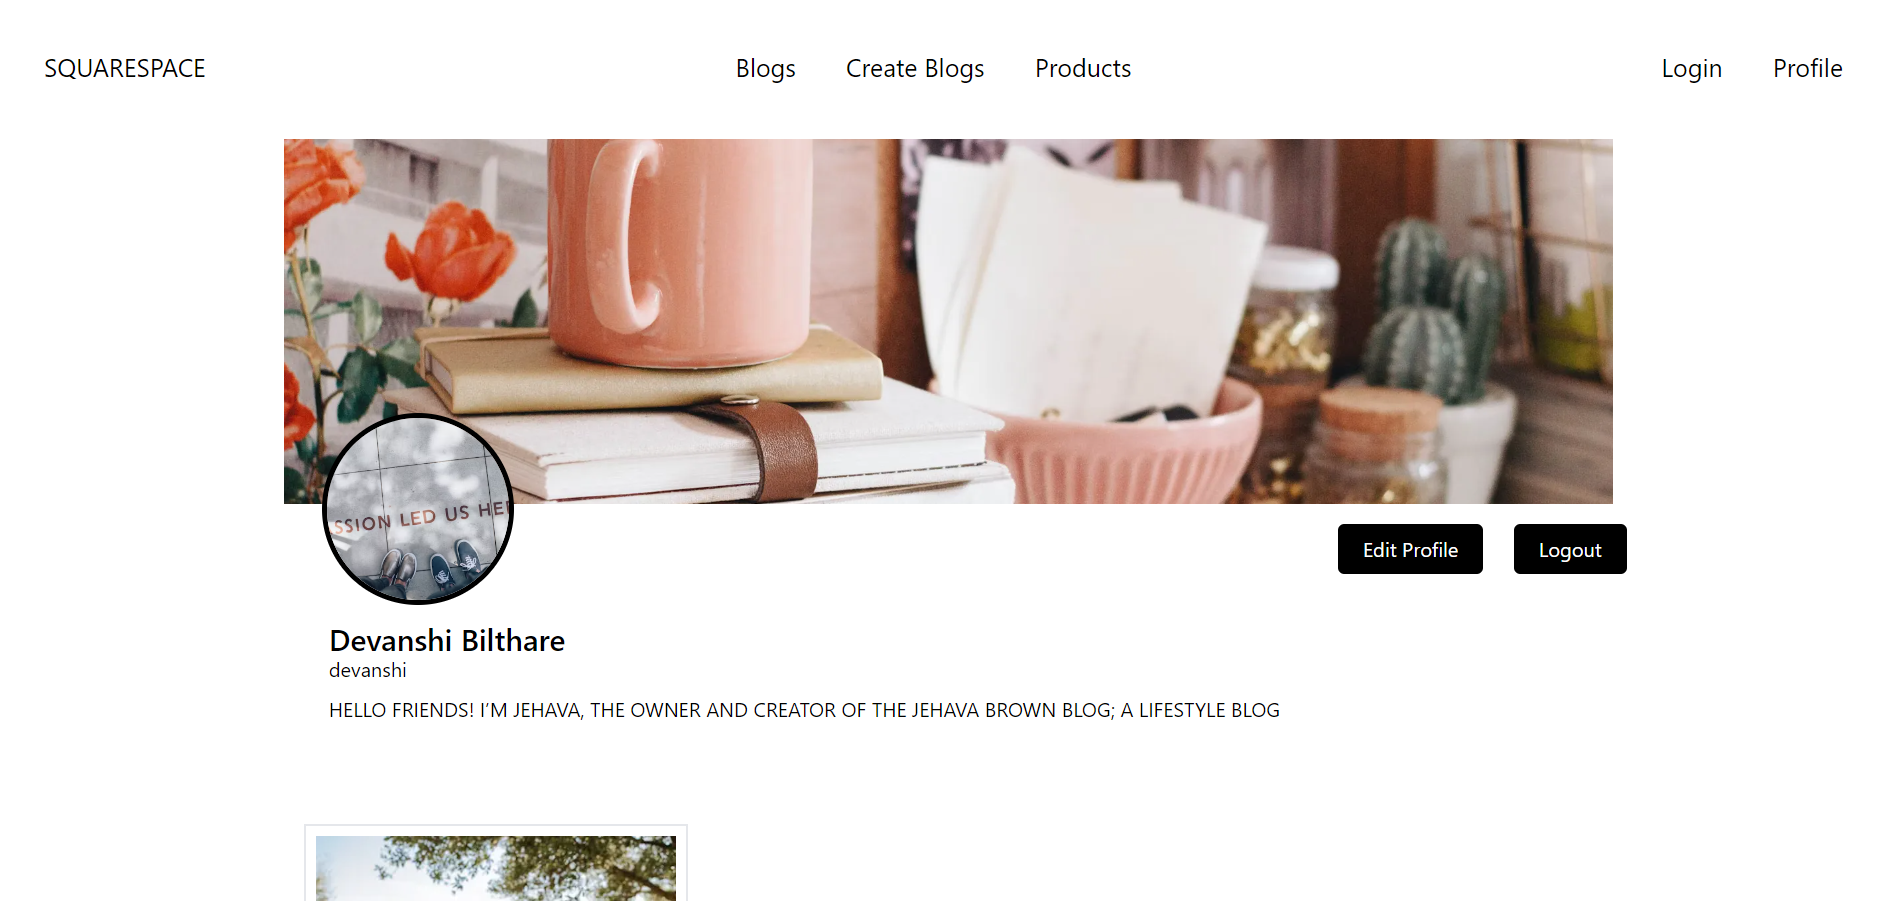 SQUARESPACE Blogs Create Blogs Products Login Profile
SSION LED US HE
Edit Profile Logout
Devanshi Bilthare
devanshi
HELLO FRIENDS! I’M JEHAVA, THE OWNER AND CREATOR OF THE JEHAVA BROWN BLOG; A LIFESTYLE BLOG